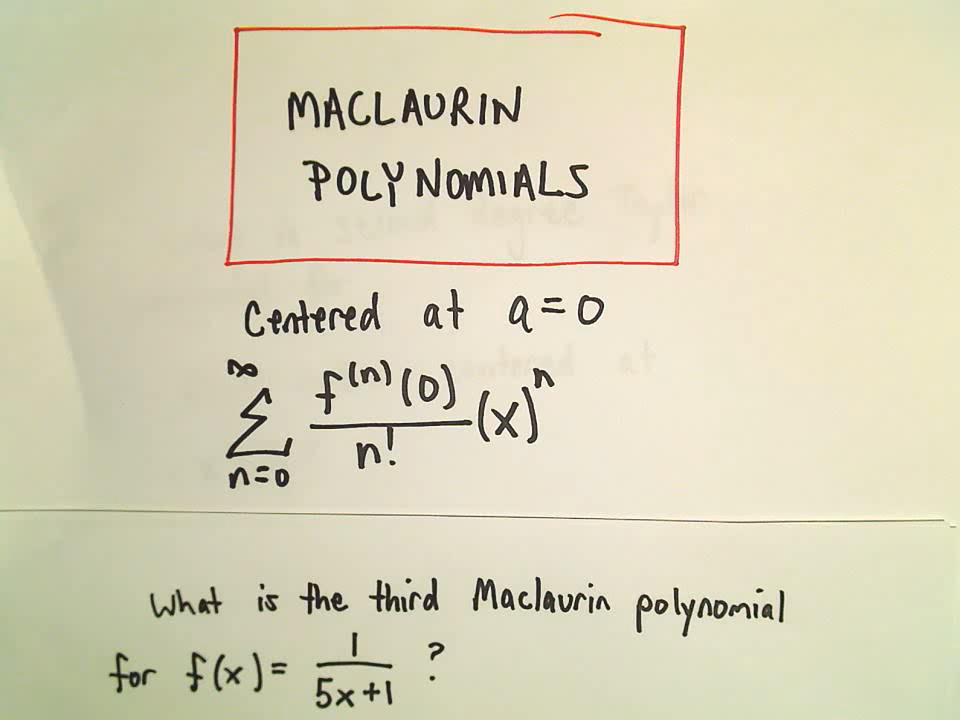 MACLAURIN
POLYNOMIALS
Centered at a=0
∞
∑ f^(n)(0)/n! (x)^n
n=0
What is the third Maclaurin polynomial
for f(x)= 1/(5x+1) ?